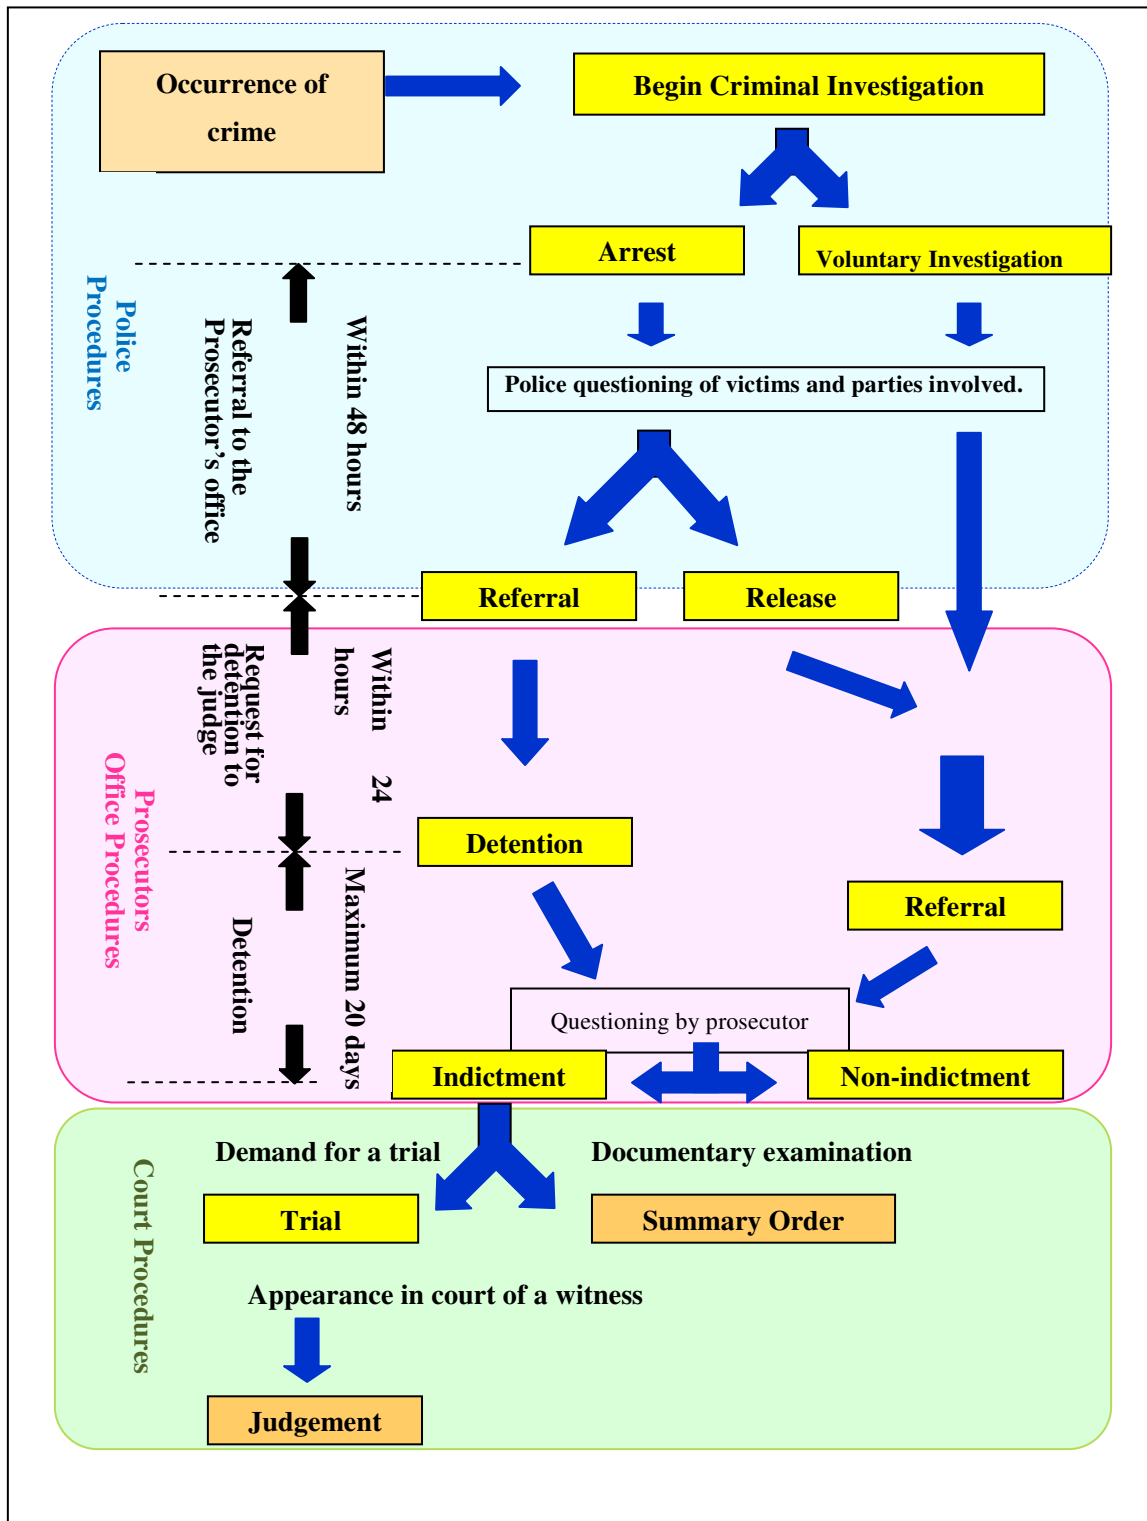 Occurrence of
crime
Begin Criminal Investigation
Arrest
Voluntary Investigation
Police
Procedures
Referral to the
Prosecutor's office
Within 48 hours
Police questioning of victims and parties involved.
Referral
Release
Prosecutors
Office Procedures
Request for
detention to
the judge
Within 24
hours
Detention
Referral
Detention
Maximum 20 days
Questioning by prosecutor
Indictment
Non-indictment
Court Procedures
Demand for a trial
Documentary examination
Trial
Summary Order
Appearance in court of a witness
Judgement